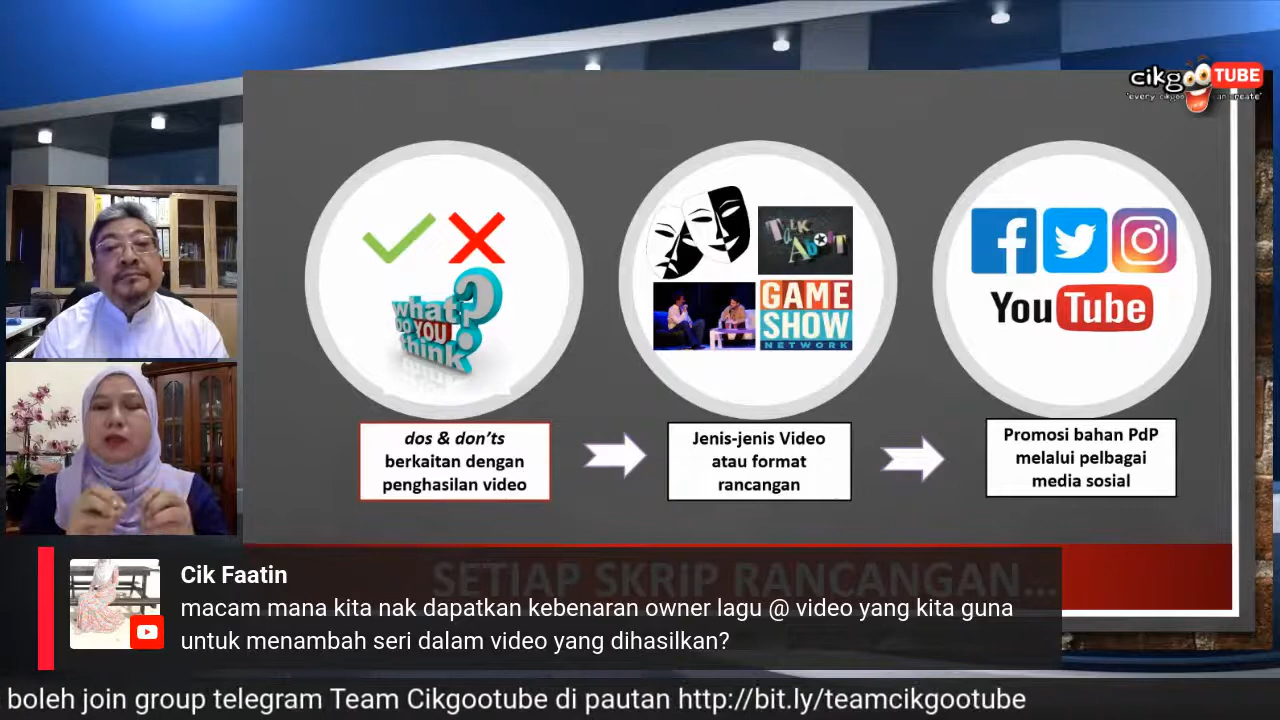 cikgooTUBE
what
do YOU
think
?
TALK
ABOUT
GAME
SHOW
NETWORK
f
YouTube
dos & don'ts
berkaitan dengan
penghasilan video
Jenis-jenis Video
atau format
rancangan
Promosi bahan PdP
melalui pelbagai
media sosial
SETIAP SKRIP RANCANGAN...
Cik Faatin
macam mana kita nak dapatkan kebenaran owner lagu @ video yang kita guna
untuk menambah seri dalam video yang dihasilkan?
boleh join group telegram Team Cikgootube di pautan http://bit.ly/teamcikgootube